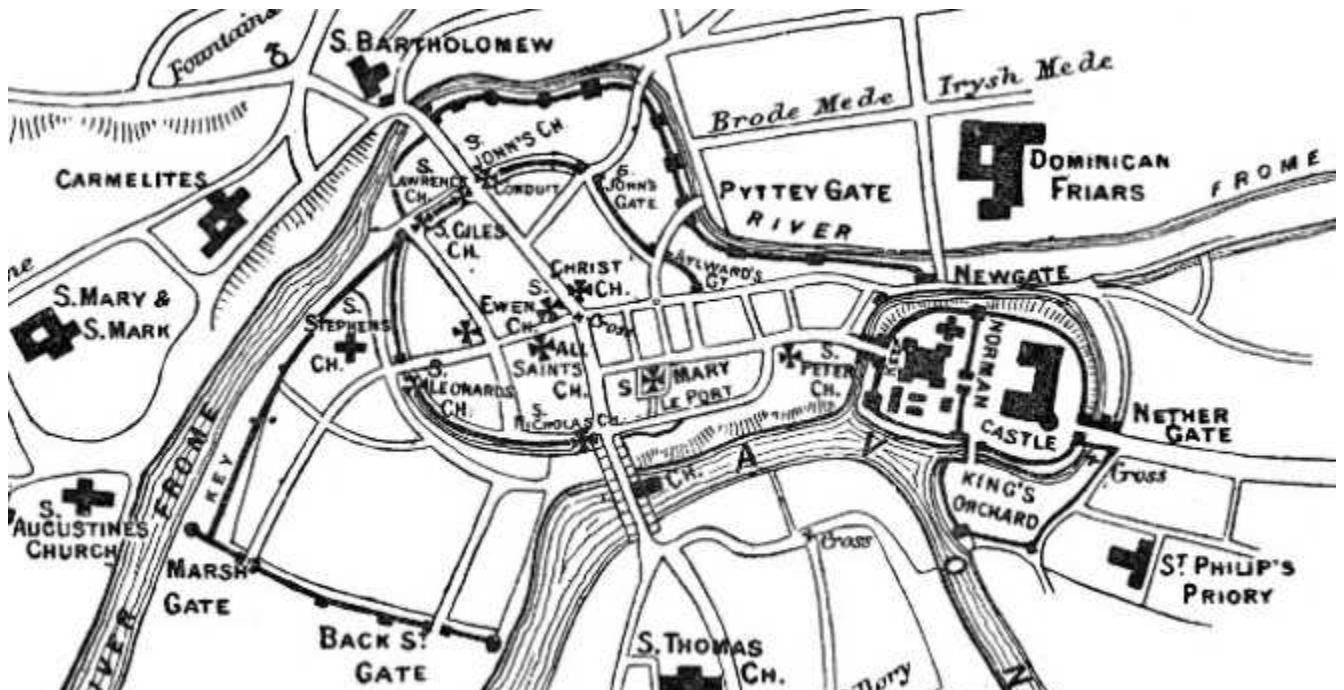 Fountains
S. BARTHOLOMEW
Brode Mede
Irysh Mede
CARMELITES
S.
JOHN'S CH.
S.
LAWRENCE
CH.
CONDUIT
S.
JOHN'S
GATE
PYTTEY GATE
DOMINICAN
FRIARS
RIVER
FROME
S. GILES
CH.
AYLWARD'S
GT
NEWGATE
S. MARY &
S. MARK
S.
STEPHENS
CH.
CHRIST
CH.
S.
EWEN
CH.
Cross
ALL
SAINTS
CH.
S.
LEONARDS
CH.
S
MARY
LE PORT
S.
PETER
CH.
KEEP
NORMAN
CASTLE
NETHER
GATE
S.
NICHOLAS CH.
CH.
A V N
KING'S
ORCHARD
Cross
KEY
RIVER FROME
S.
AUGUSTINES
CHURCH
MARSH
GATE
BACK ST
GATE
Cross
ST PHILIP'S
PRIORY
S. THOMAS
CH.